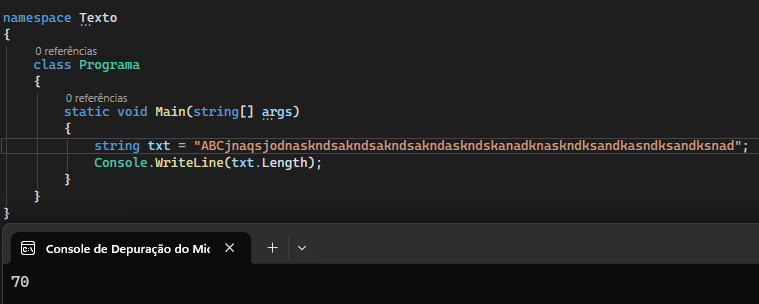 namespace Texto
{
0 referências
class Programa
{
0 referências
static void Main(string[] args)
{
string txt = "ABCjnaqsjodnaskndsakndsakndsakndaskndskanadknaskndksandkasndksandksnad";
Console.WriteLine(txt.Length);
}
}
}
Console de Depuração do Mic
70